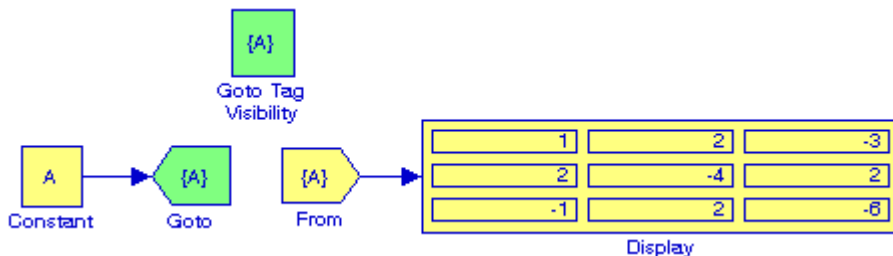 {A}
Goto Tag
Visibility
A
Constant
{A}
Goto
{A}
From
1 2 -3
2 -4 2
-1 2 -6
Display